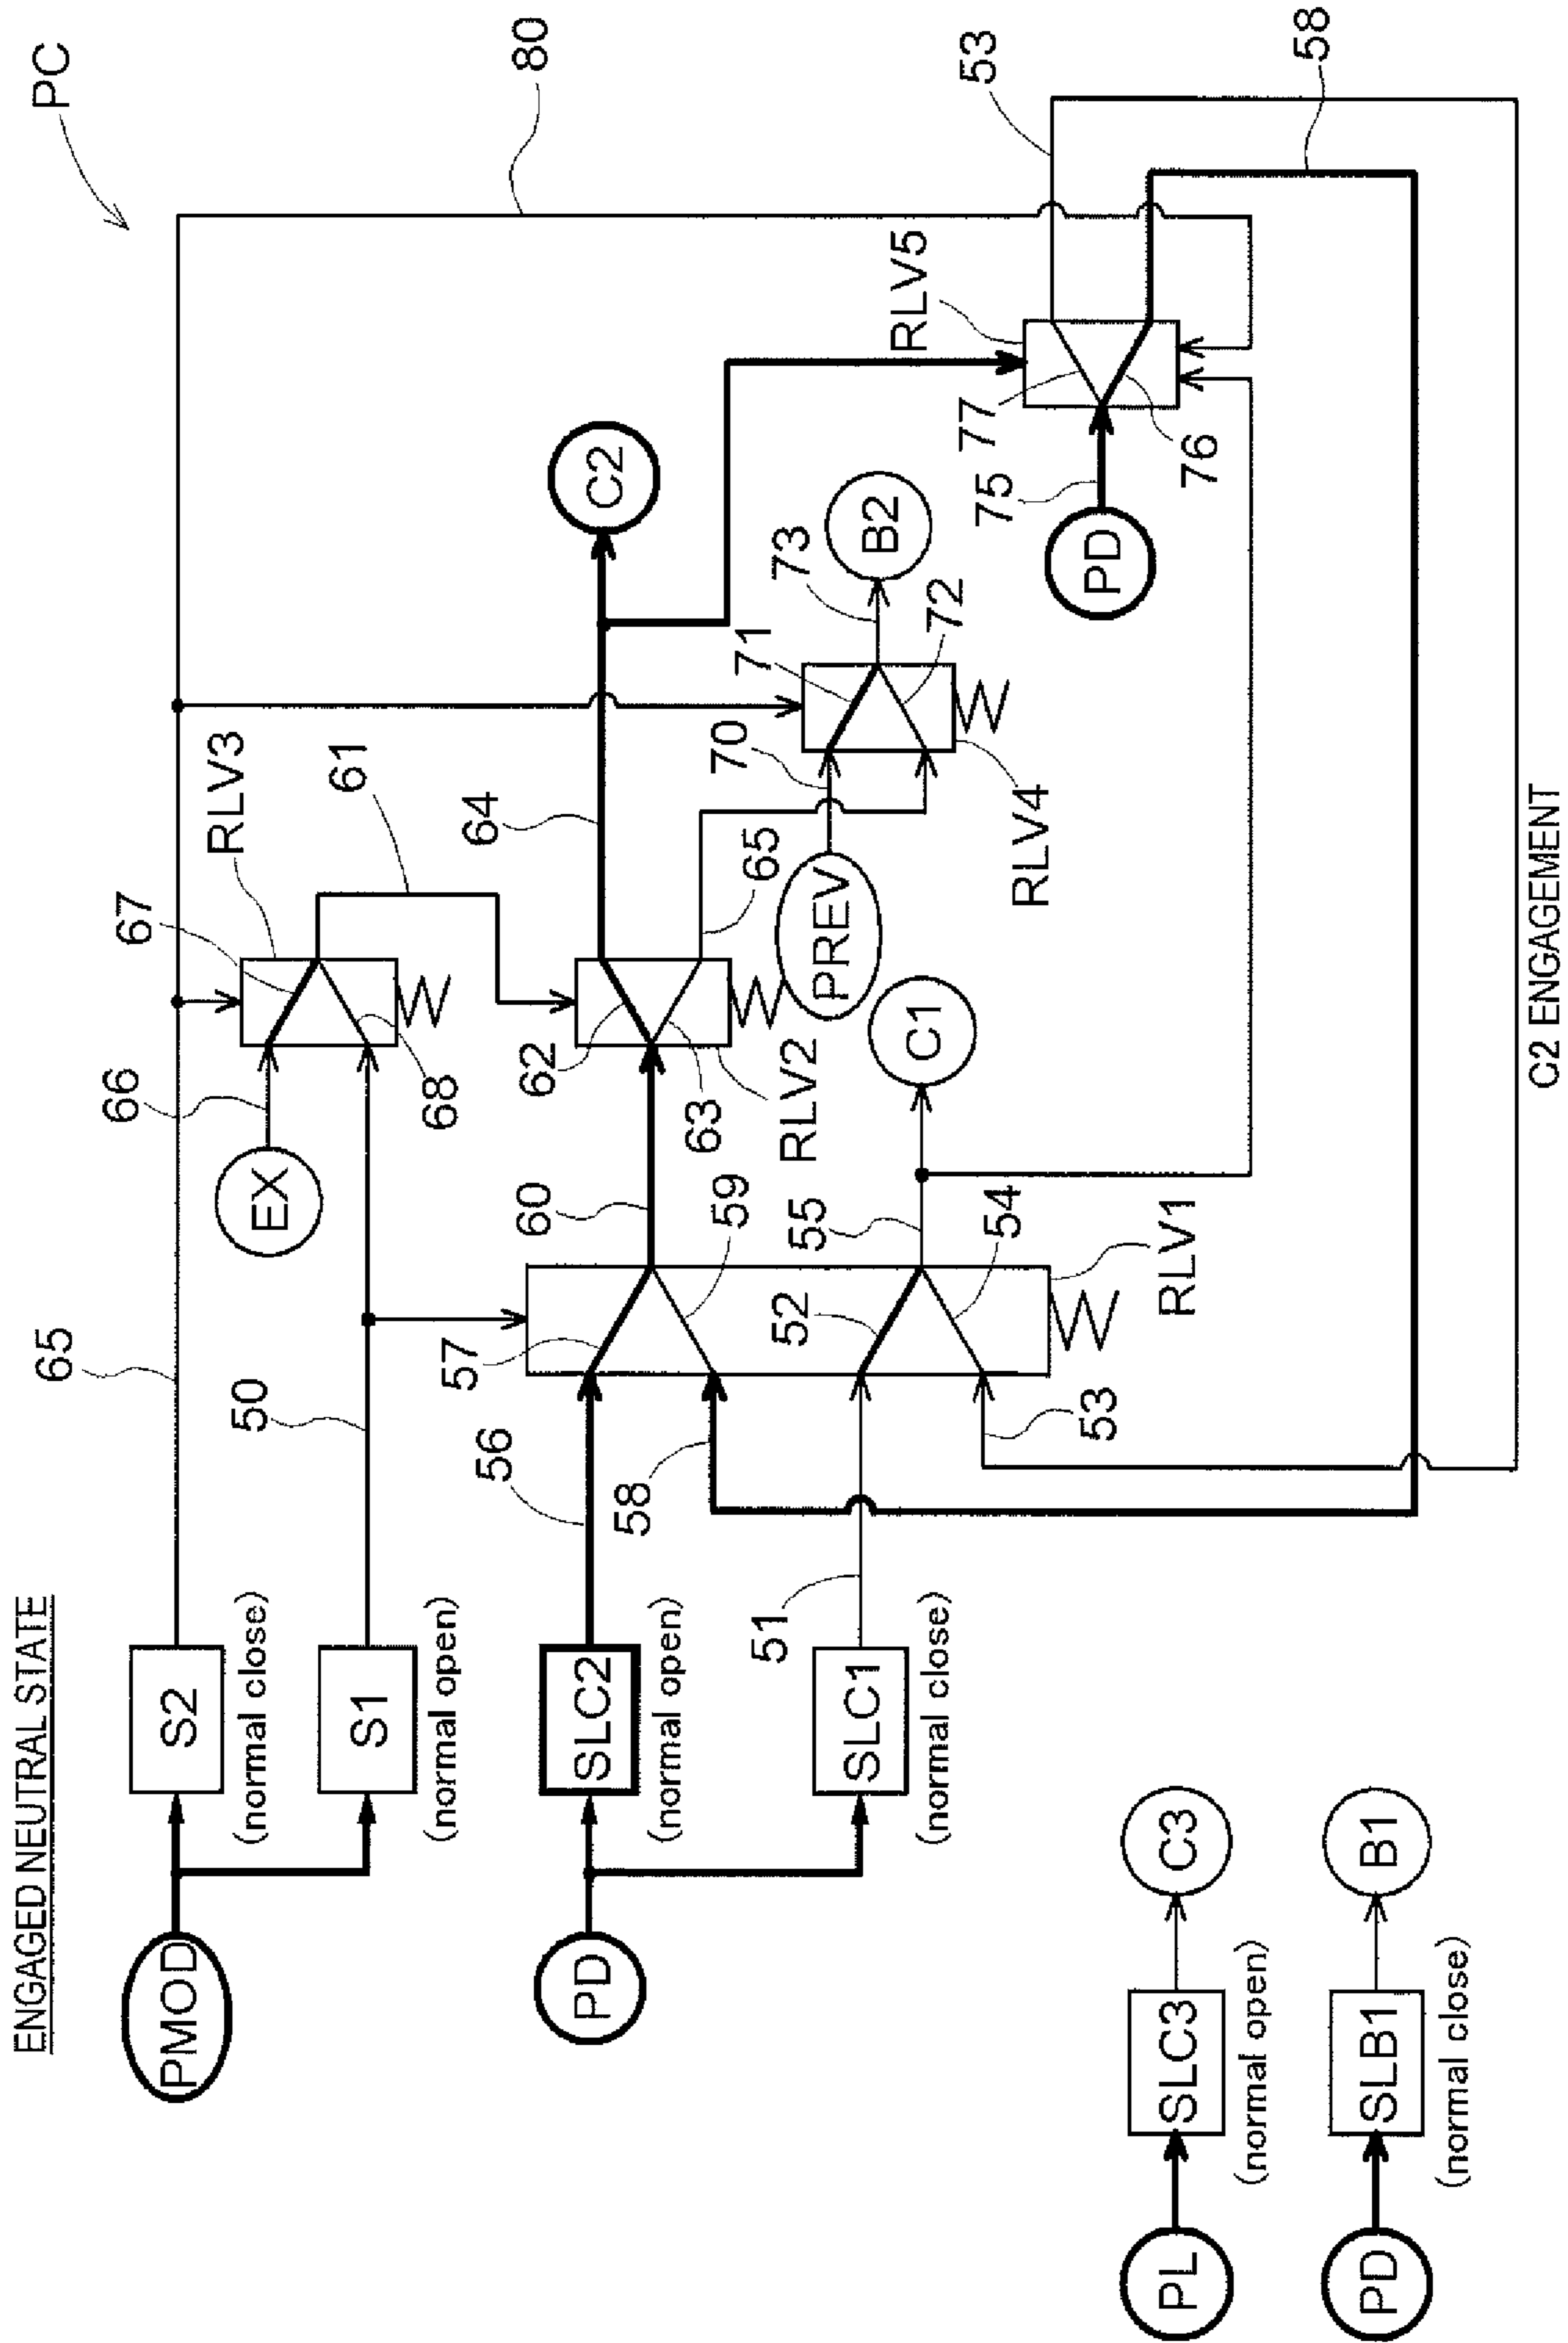 ENGAGED NEUTRAL STATE
PC
PMOD
S2
(normal close)
65
80
S1
(normal open)
50
66
EX
67
68
RLV3
61
PD
SLC2
(normal open)
56
57
60
59
62
63
RLV2
64
C2
65
58
SLC1
(normal close)
51
52
55
54
53
RLV1
C1
PREV
70
71
72
73
RLV4
B2
PD
75
77
76
RLV5
53
58
PL
SLC3
(normal open)
C3
PD
SLB1
(normal close)
B1
C2 ENGAGEMENT